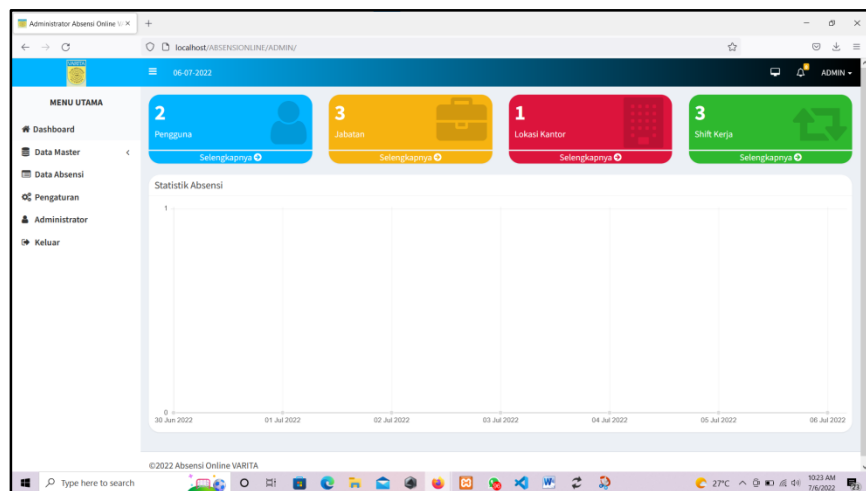 Administrator Absensi Online V
localhost/ABSENSIONLINE/ADMIN/
VARITA
06-07-2022
ADMIN
MENU UTAMA
Dashboard
Data Master
Data Absensi
Pengaturan
Administrator
Keluar
2
Pengguna
Selengkapnya
3
Jabatan
Selengkapnya
1
Lokasi Kantor
Selengkapnya
3
Shift Kerja
Selengkapnya
Statistik Absensi
1
0
30 Jun 2022 01 Jul 2022 02 Jul 2022 03 Jul 2022 04 Jul 2022 05 Jul 2022 06 Jul 2022
©2022 Absensi Online VARITA
Type here to search
27°C
10:23 AM
7/6/2022